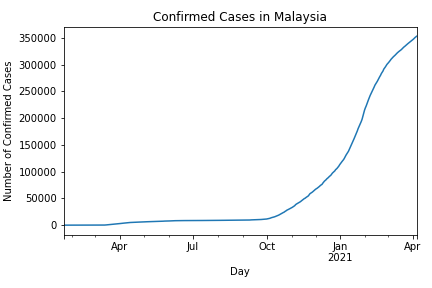 Confirmed Cases in Malaysia
Number of Confirmed Cases
350000
300000
250000
200000
150000
100000
50000
0
Apr Jul Oct Jan Apr
2021
Day